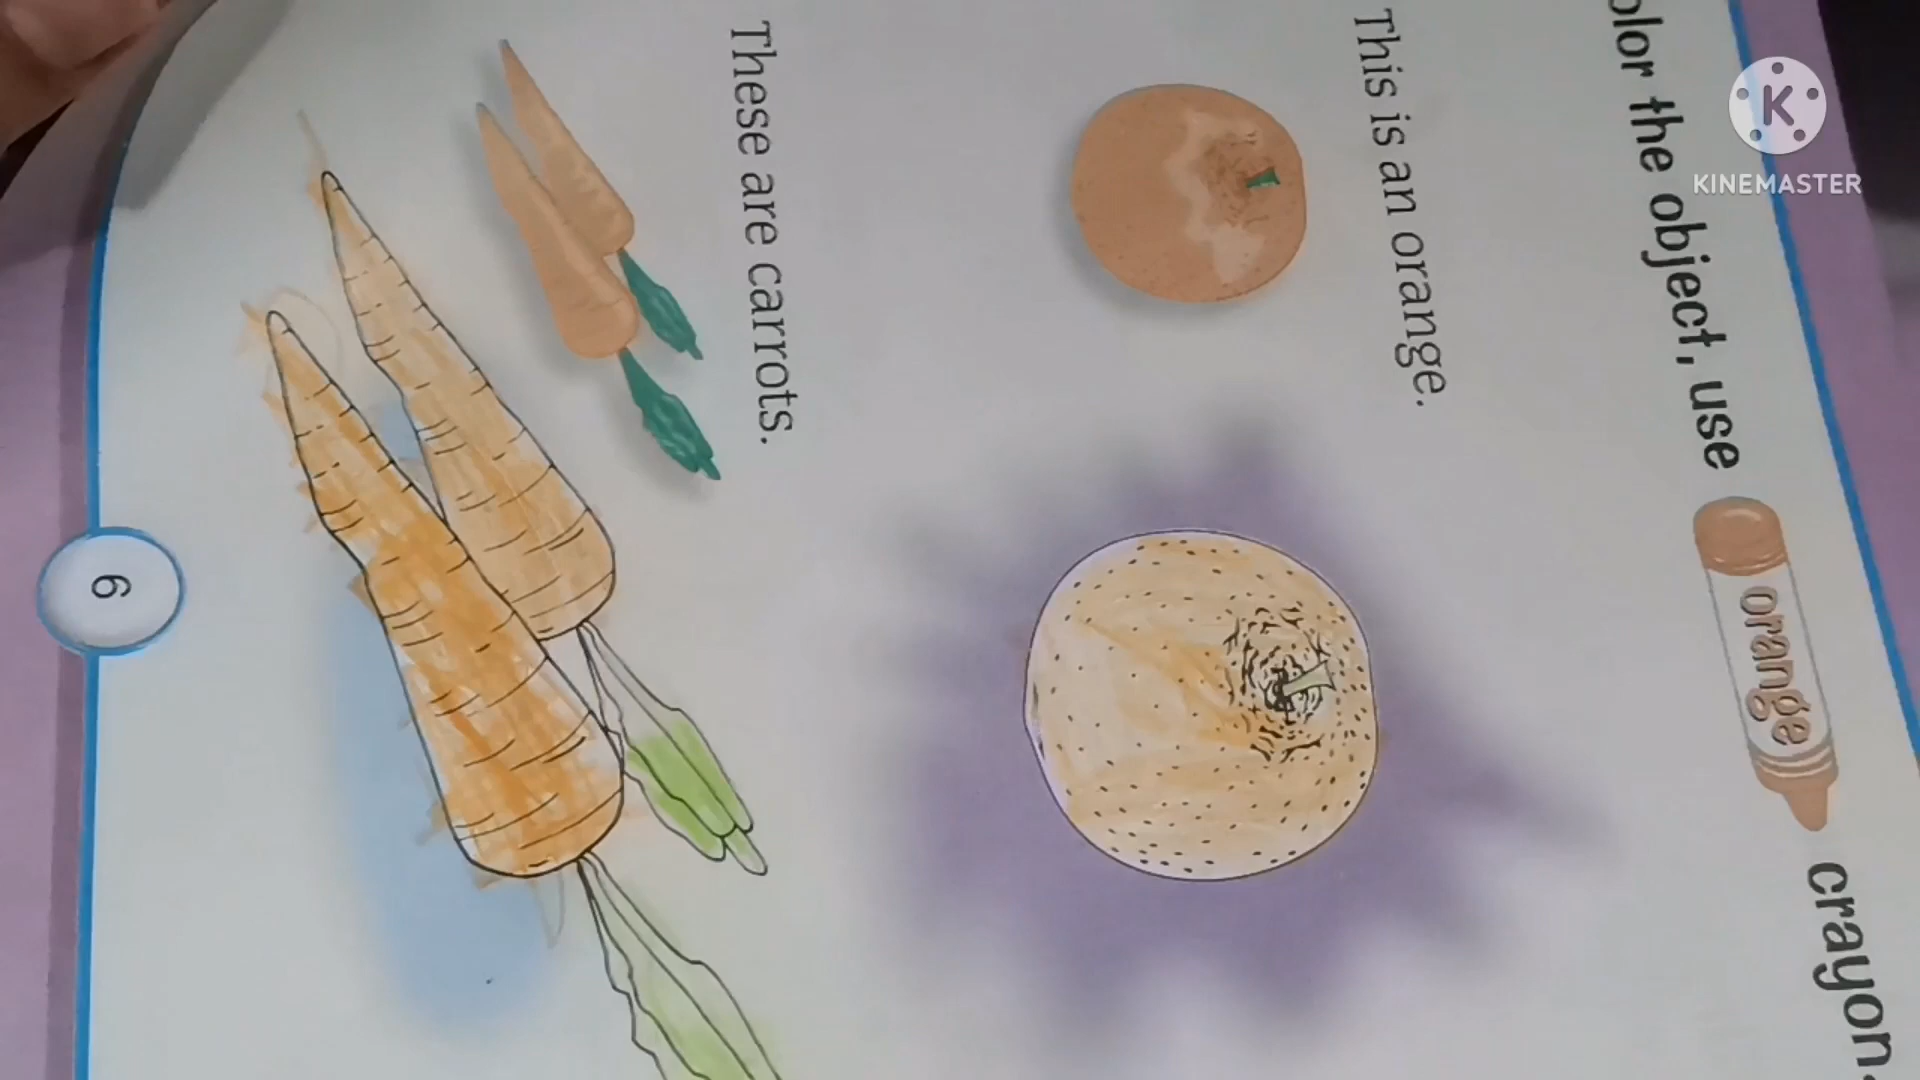 olor the object, use orange crayon.
This is an orange.
These are carrots.
6
KINEMASTER